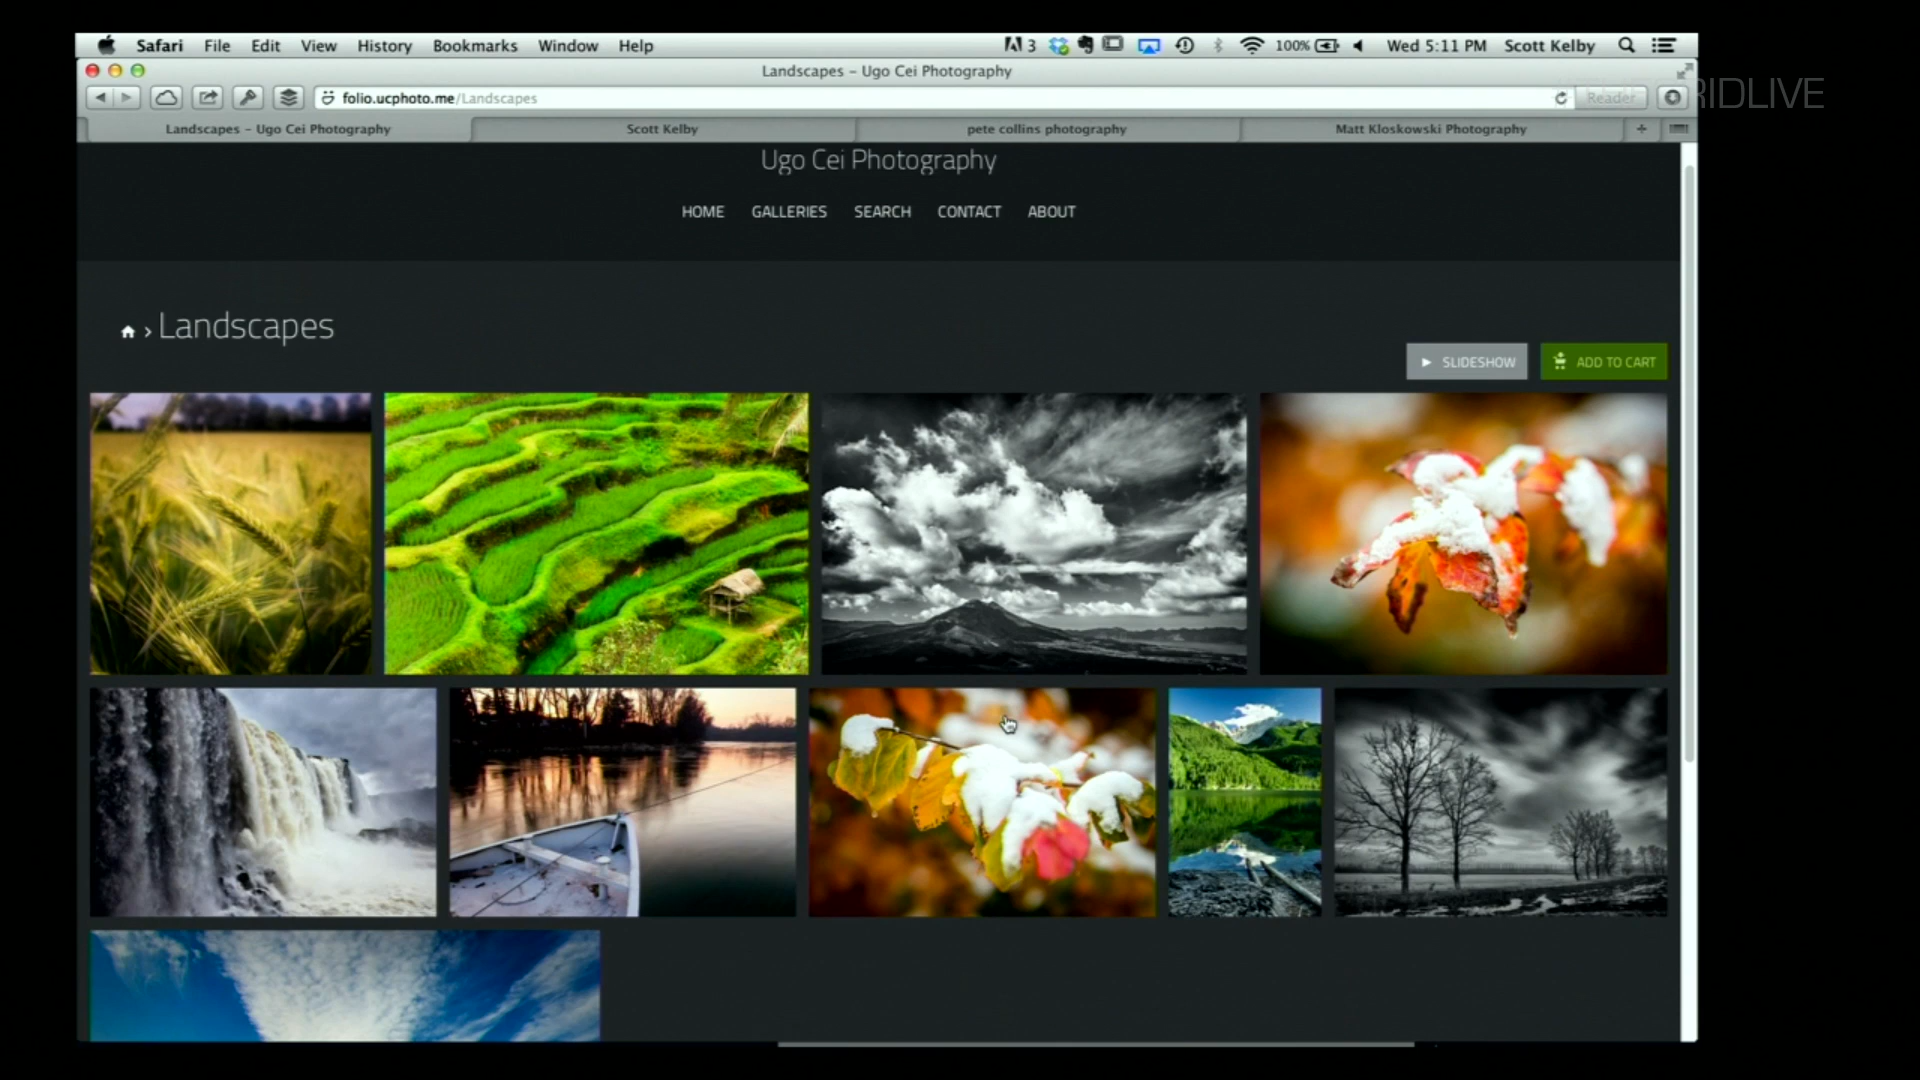 Safari File Edit View History Bookmarks Window Help 3 100% Wed 5:11 PM Scott Kelby
Landscapes – Ugo Cei Photography
folio.ucphoto.me/Landscapes Reader
RIDLIVE
Landscapes – Ugo Cei Photography Scott Kelby pete collins photography Matt Kloskowski Photography +
Ugo Cei Photography
HOME GALLERIES SEARCH CONTACT ABOUT
› Landscapes
SLIDESHOW ADD TO CART